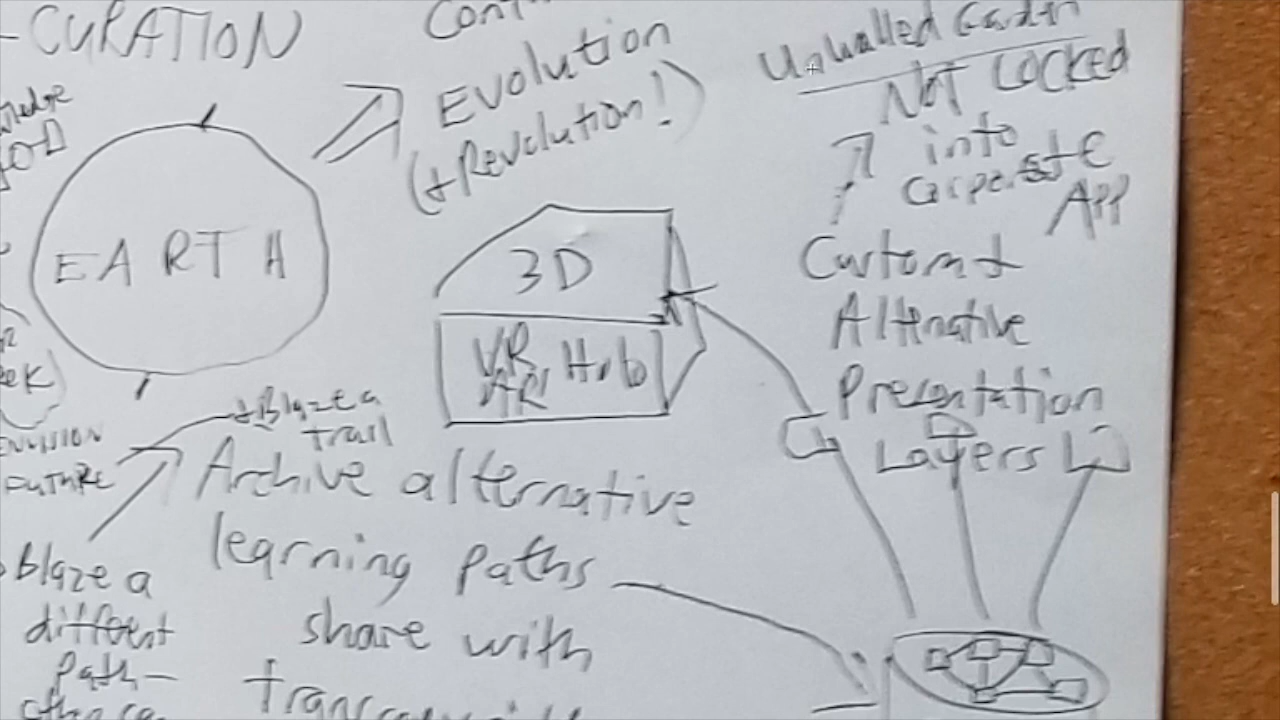 -CURATION
EARTH
ENVISION
FUTURE
Evolution
(+Revolution!)
3D
VR
AR
Holo
+Blaze a
trail
Archive alternative
learning paths
share with
Blaze a
different
path-
Unwalled Garden
NOT LOCKED
into
Corporate
App
Custom +
Alternative
Presentation
Layers